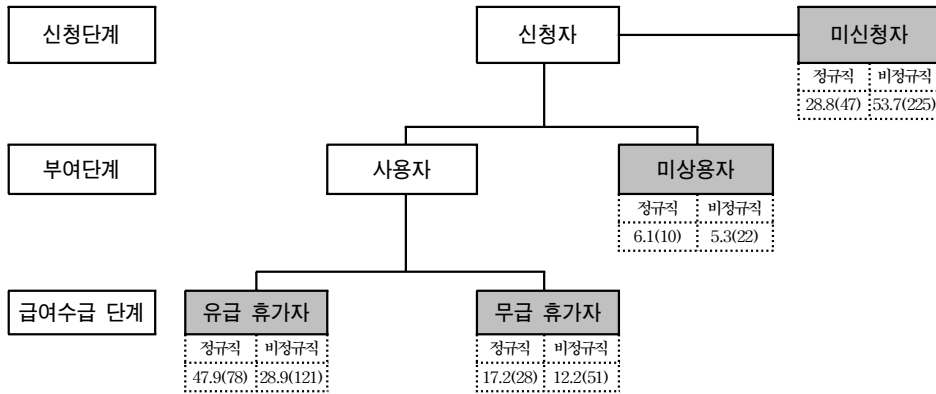 신청단계 신청자 미신청자
정규직 비정규직
28.8(47) 53.7(225)
부여단계 사용자 미상용자
정규직 비정규직
6.1(10) 5.3(22)
급여수급 단계 유급 휴가자 무급 휴가자
정규직 비정규직 정규직 비정규직
47.9(78) 28.9(121) 17.2(28) 12.2(51)